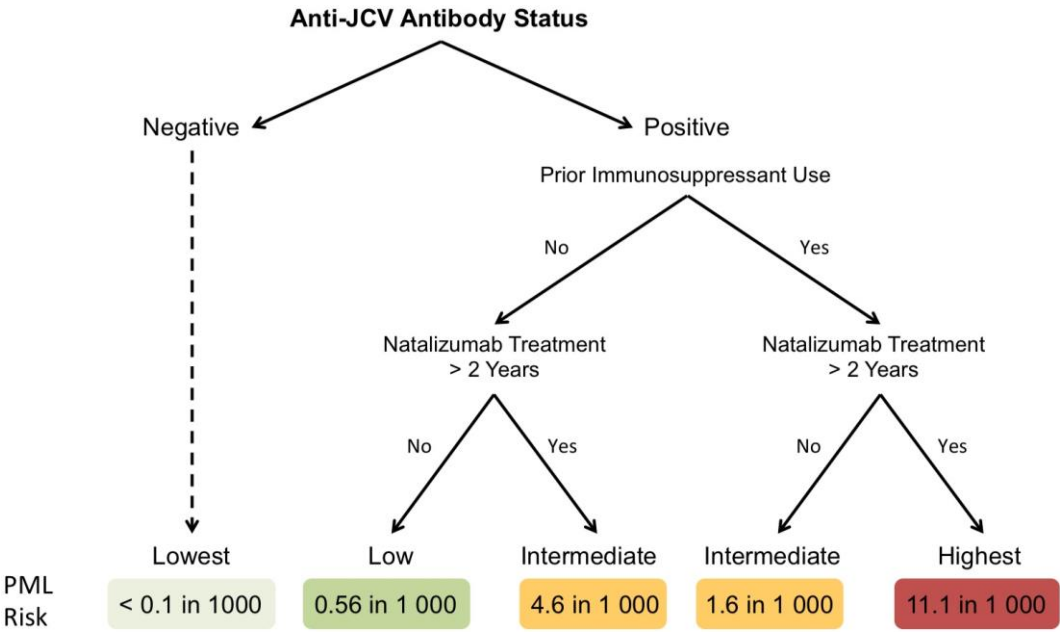 Anti-JCV Antibody Status
Negative
Positive
Prior Immunosuppressant Use
No
Yes
Natalizumab Treatment
> 2 Years
Natalizumab Treatment
> 2 Years
No
Yes
No
Yes
Lowest
Low
Intermediate
Intermediate
Highest
PML
Risk
< 0.1 in 1000
0.56 in 1 000
4.6 in 1 000
1.6 in 1 000
11.1 in 1 000